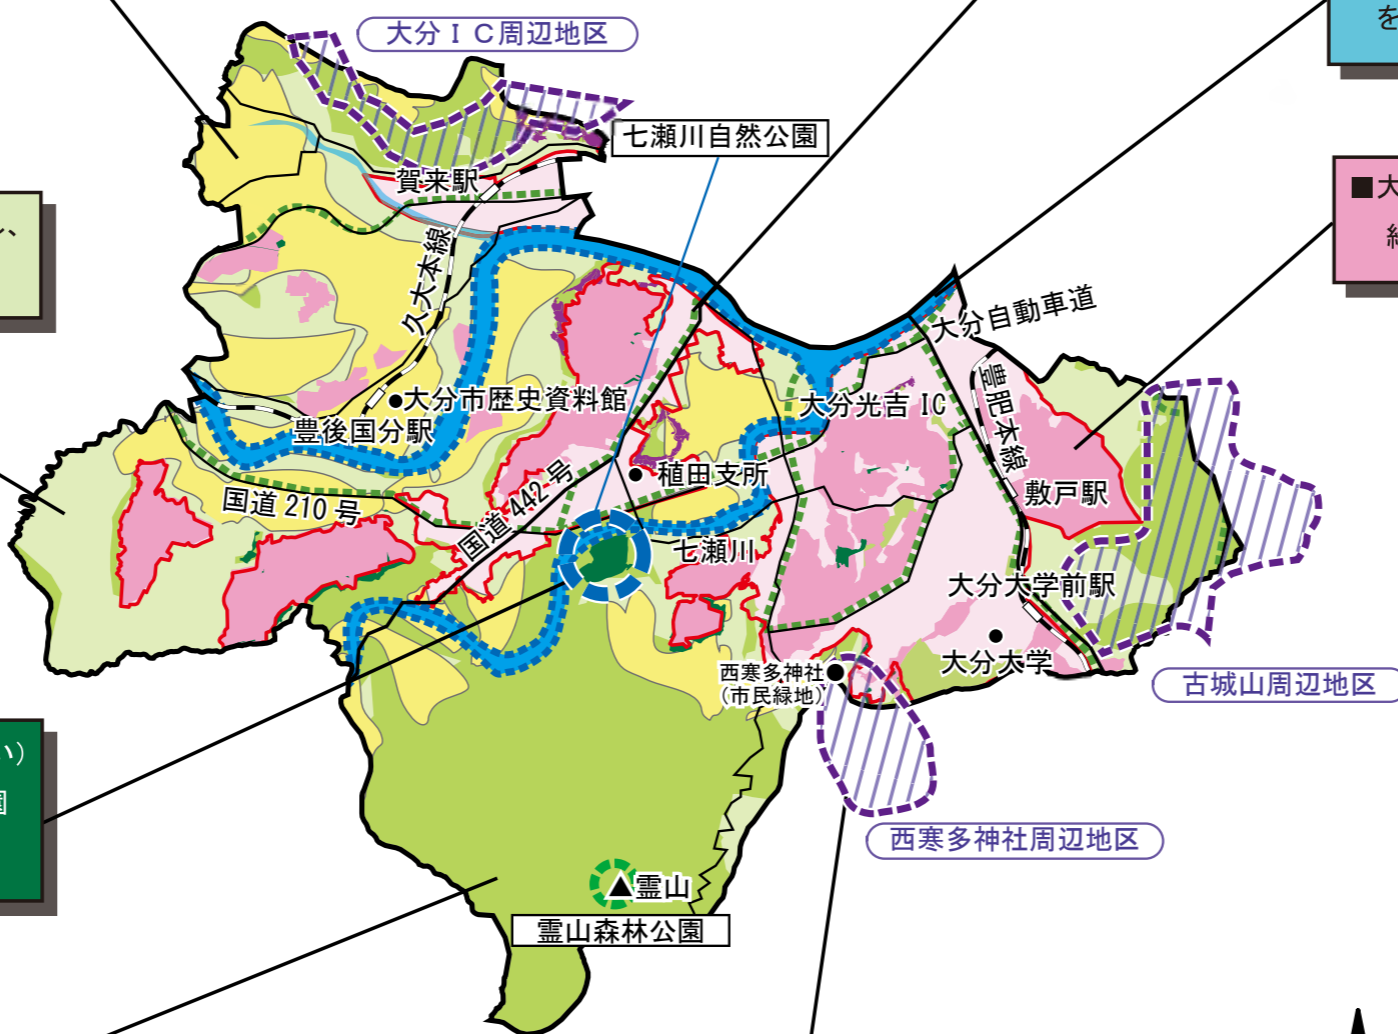 を
大分ＩＣ周辺地区
七瀬川自然公園
■大
賀来駅
久大本線
大分自動車道
豊肥本線
大分市歴史資料館
大分光吉 IC
豊後国分駅
稙田支所
敷戸駅
国道 210 号
国道 442 号
七瀬川
大分大学前駅
大分大学
西寒多神社
（市民緑地）
古城山周辺地区
い）
西寒多神社周辺地区
▲霊山
霊山森林公園